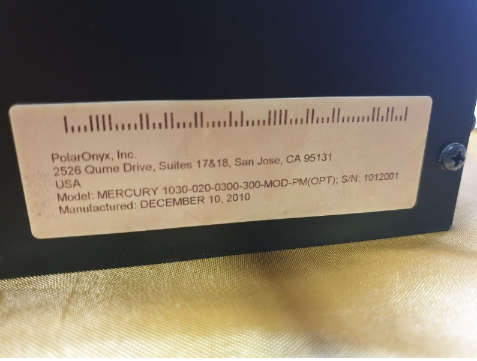 PolarOnyx, Inc.
2526 Qume Drive, Suites 17&18, San Jose, CA 95131
USA
Model: MERCURY 1030-020-0300-300-MOD-PM(OPT); S/N: 1012001
Manufactured: DECEMBER 10, 2010